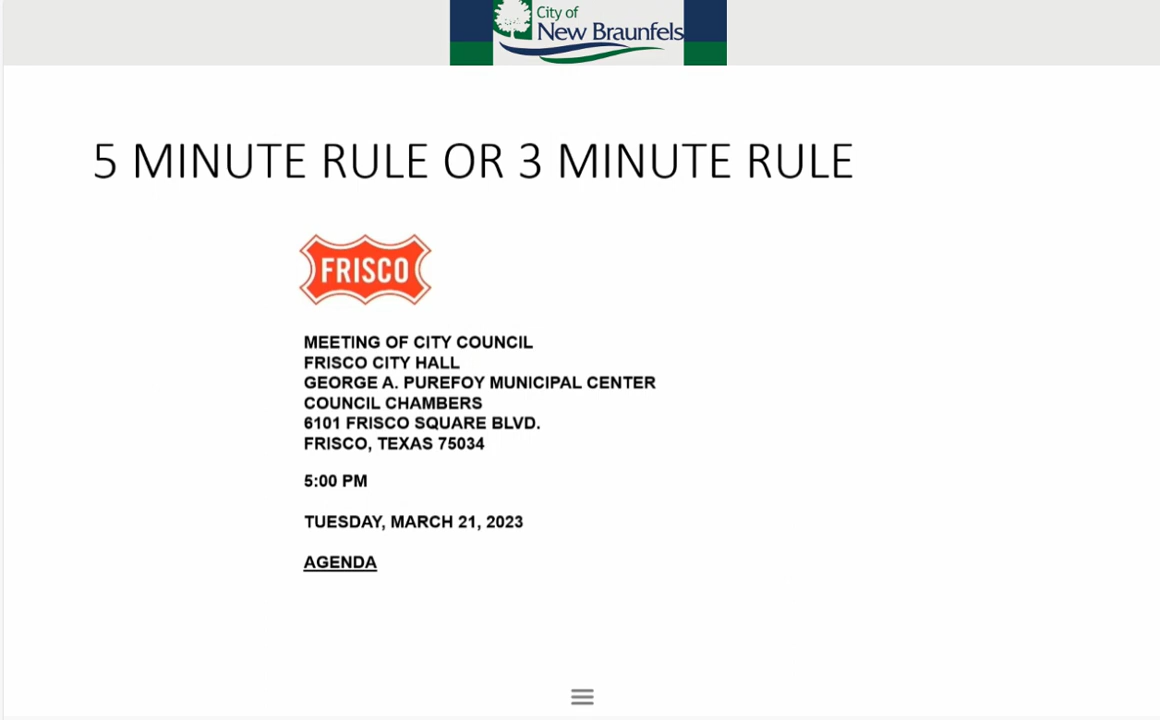 City of
New Braunfels
5 MINUTE RULE OR 3 MINUTE RULE
FRISCO
MEETING OF CITY COUNCIL
FRISCO CITY HALL
GEORGE A. PUREFOY MUNICIPAL CENTER
COUNCIL CHAMBERS
6101 FRISCO SQUARE BLVD.
FRISCO, TEXAS 75034
5:00 PM
TUESDAY, MARCH 21, 2023
AGENDA